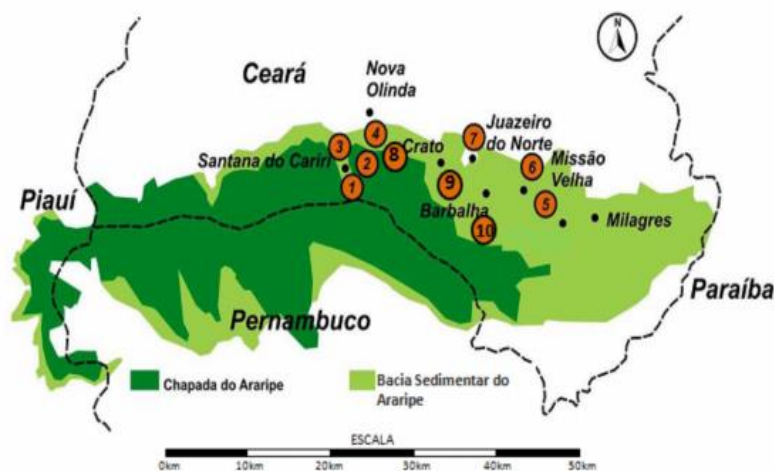 N
Ceará
Nova
Olinda
Juazeiro
do Norte
7
4
3
Crato
8
2
Santana do Cariri
6
Missão
Velha
1
9
5
Piauí
Barbalha
Milagres
10
Paraíba
Pernambuco
Chapada do Araripe
Bacia Sedimentar do
Araripe
ESCALA
0km 10km 20km 30km 40km 50km